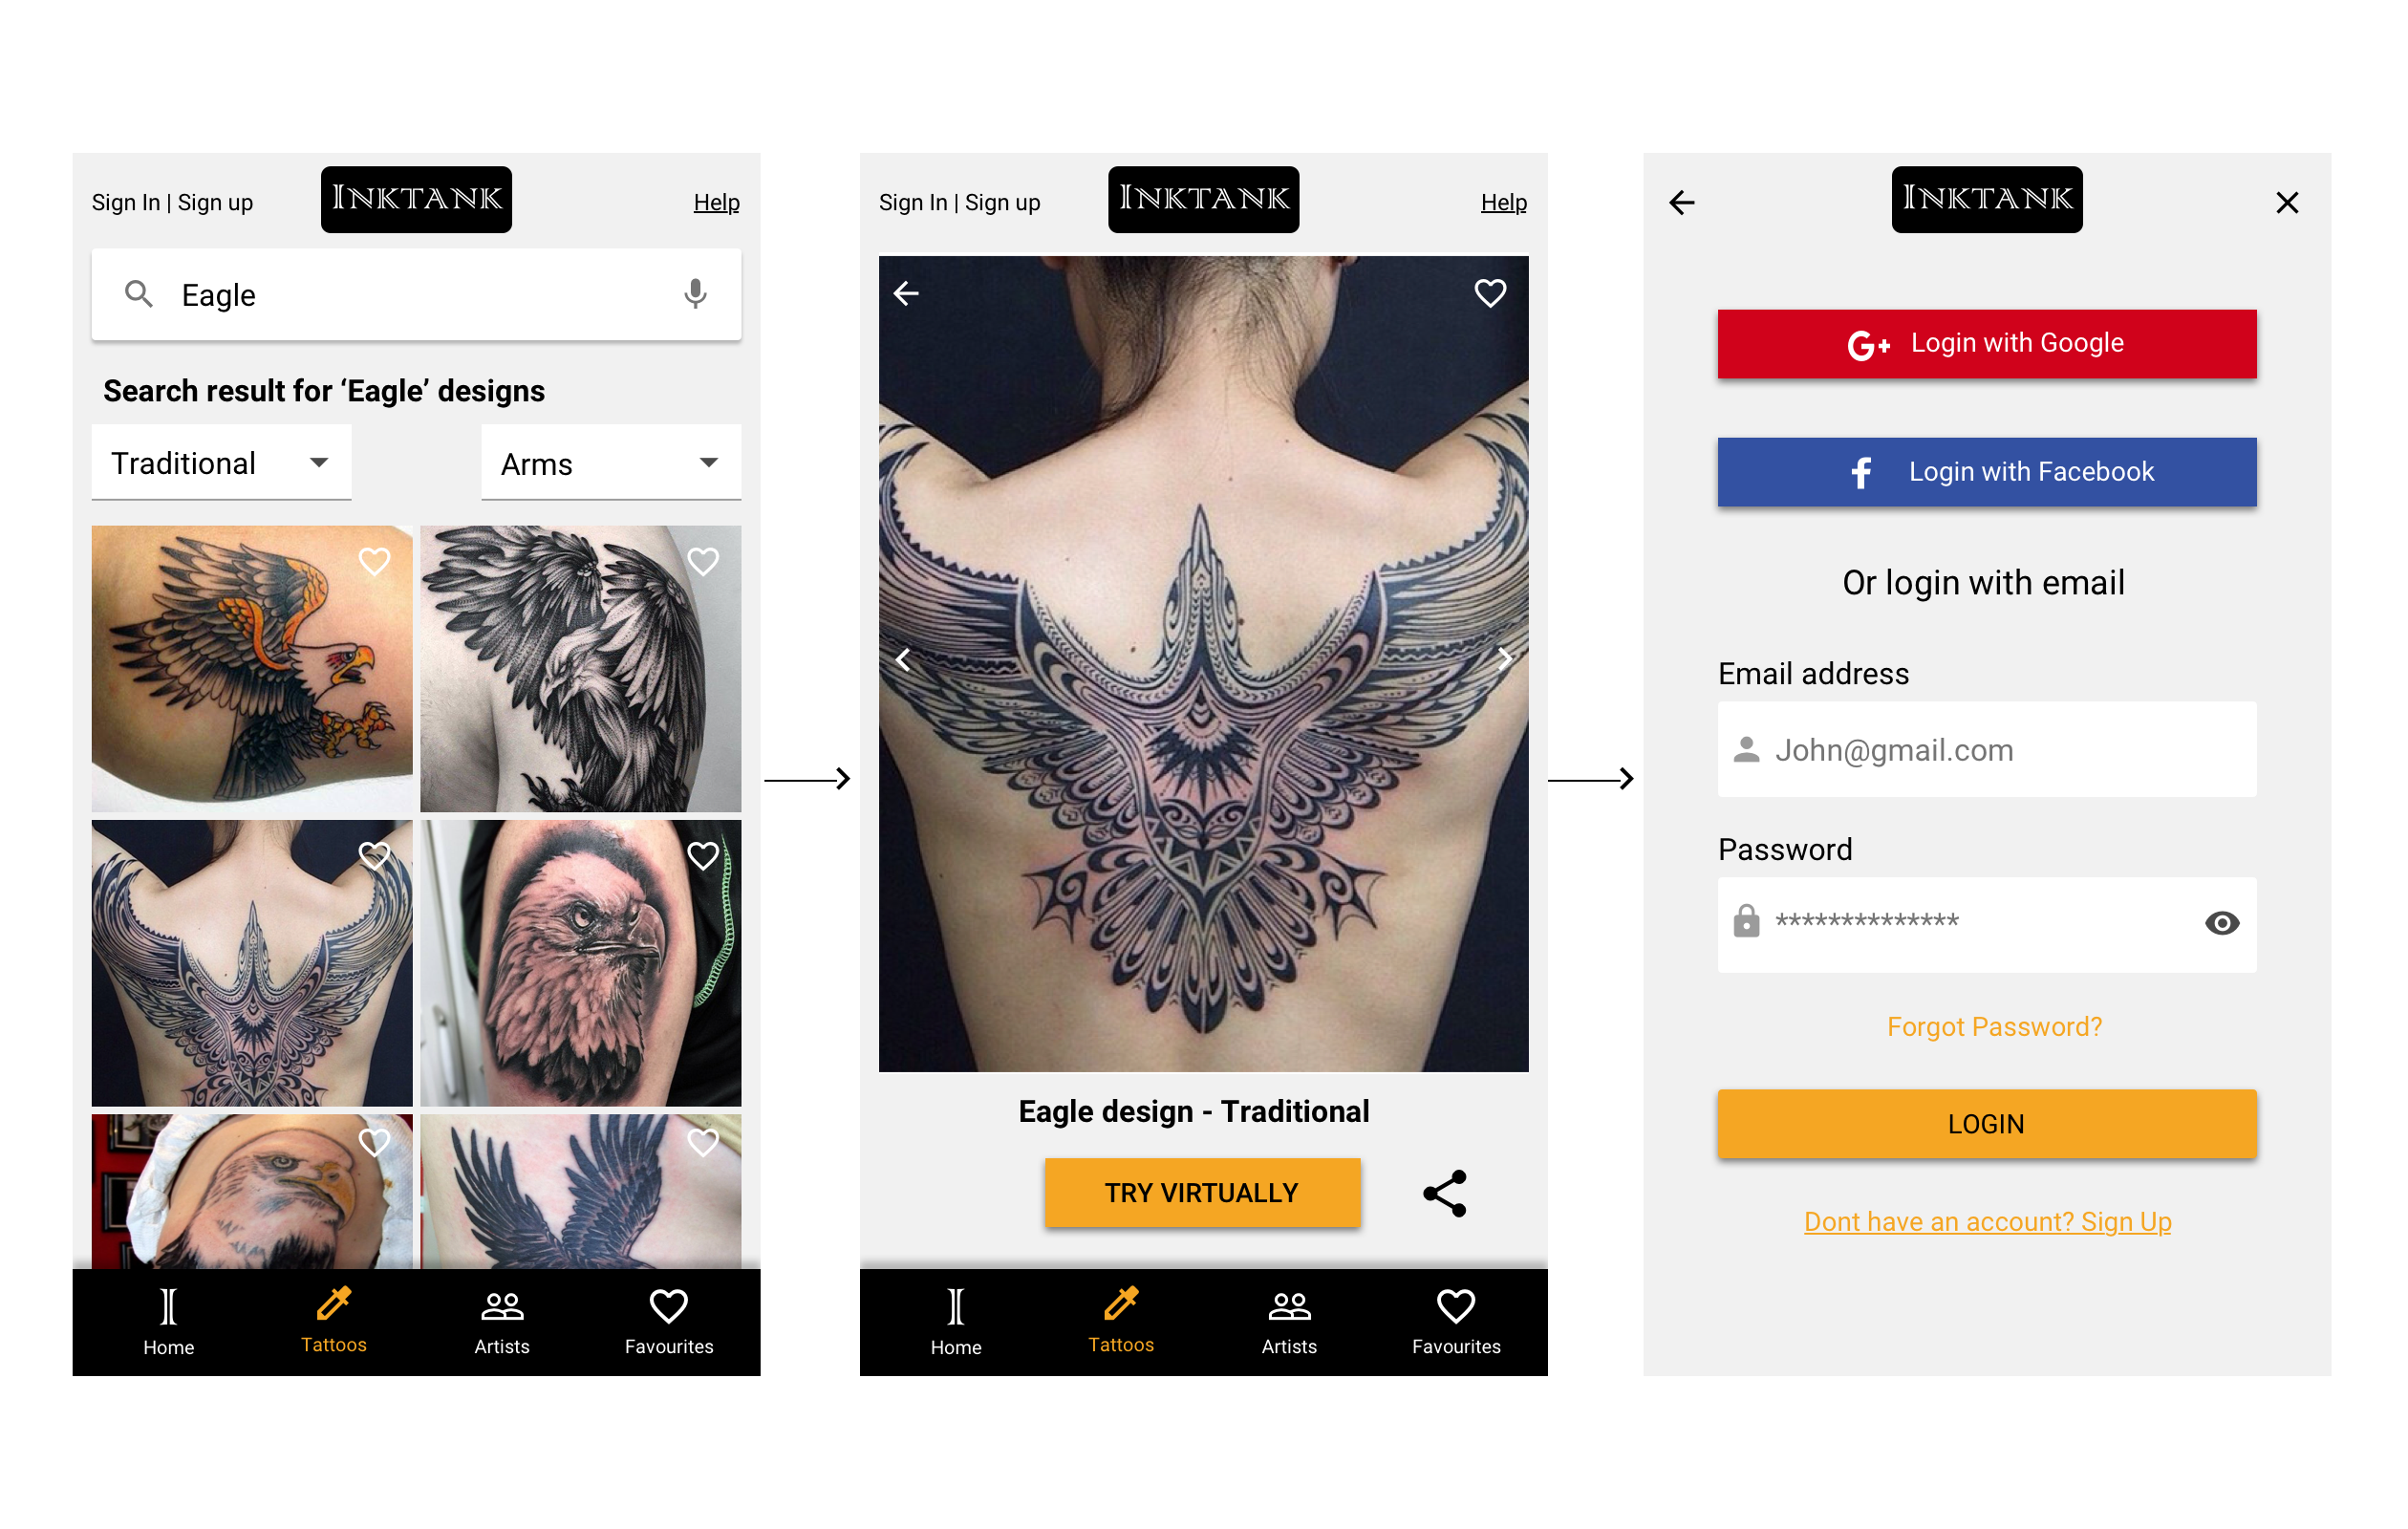 Sign In | Sign up
INKTANK
Help
Eagle
Search result for ‘Eagle’ designs
Traditional
Arms
Home
Tattoos
Artists
Favourites
Sign In | Sign up
INKTANK
Help
Eagle design - Traditional
TRY VIRTUALLY
Home
Tattoos
Artists
Favourites
INKTANK
G+ Login with Google
f Login with Facebook
Or login with email
Email address
John@gmail.com
Password
**************
Forgot Password?
LOGIN
Dont have an account? Sign Up